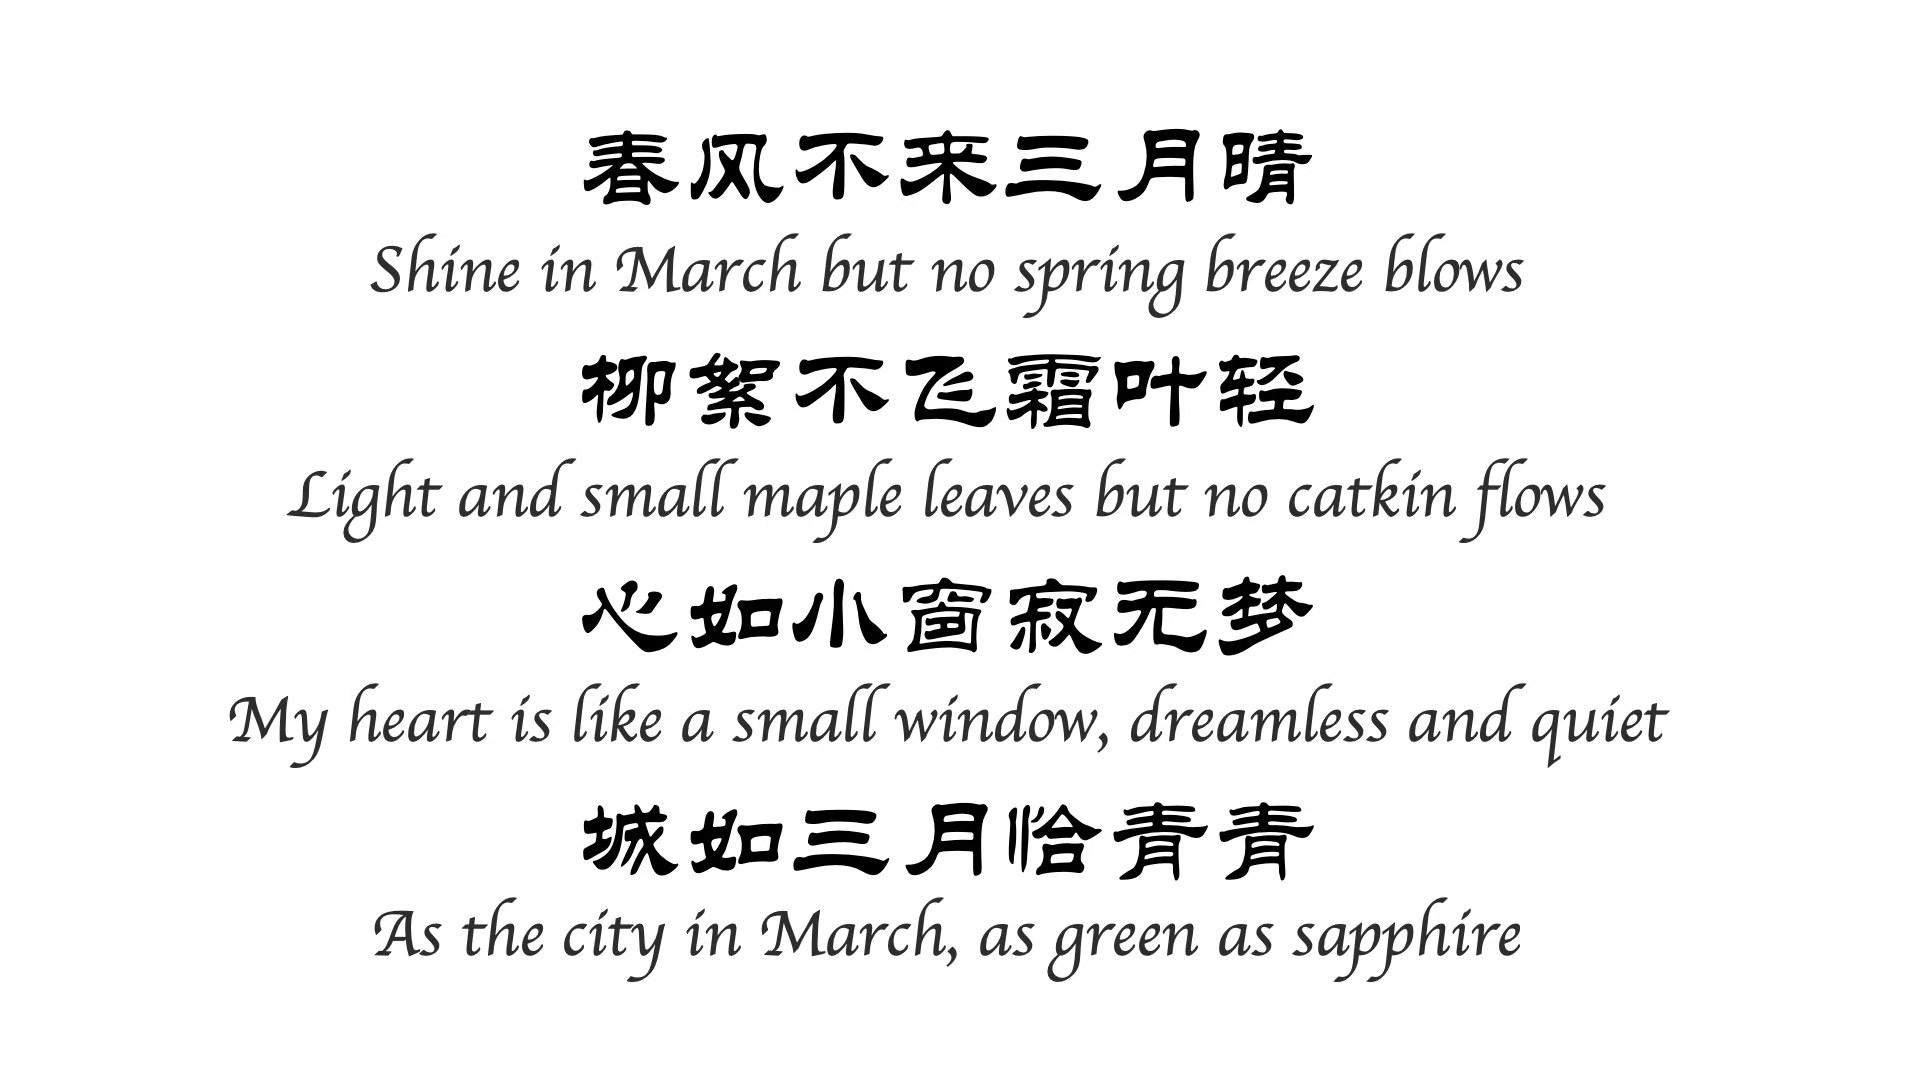 春风不来三月晴
Shine in March but no spring breeze blows
柳絮不飞霜叶轻
Light and small maple leaves but no catkin flows
心如小窗寂无梦
My heart is like a small window, dreamless and quiet
城如三月恰青青
As the city in March, as green as sapphire